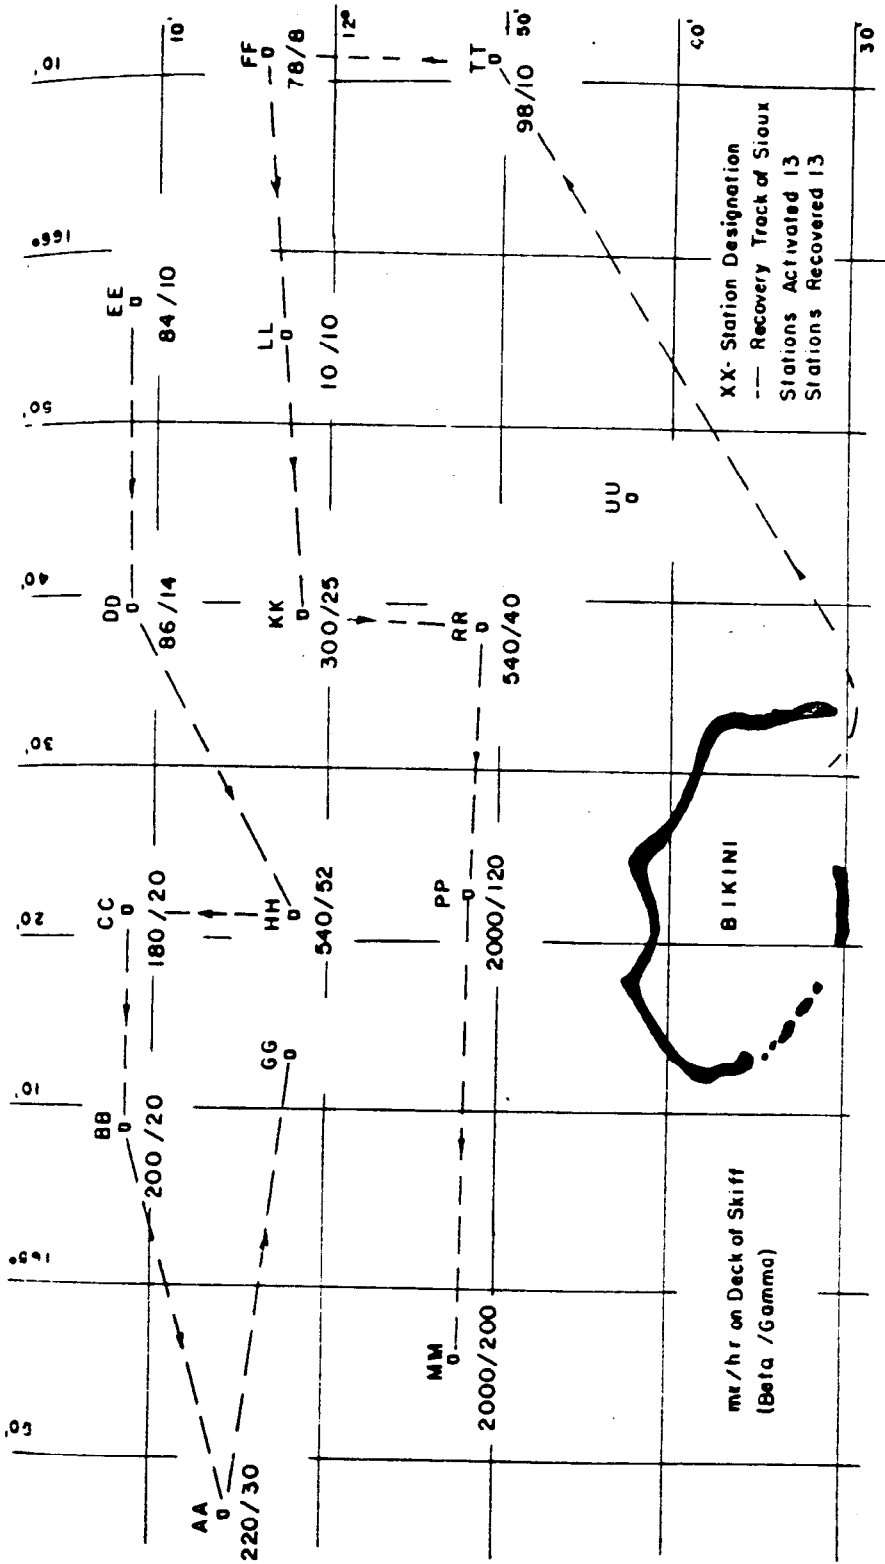 10'
166°
50'
40'
30'
20'
10'
165°
50'
10'
12°
50'
40'
30'
FF
78/8
TT
98/10
EE
84/10
LL
10/10
DD
86/14
KK
300/25
RR
540/40
UU
CC
180/20
HH
540/52
PP
2000/120
BB
200/20
GG
AA
220/30
MM
2000/200
BIKINI
XX- Station Designation
--- Recovery Track of Sioux
Stations Activated 13
Stations Recovered 13
mr/hr on Deck of Skiff
(Beta/Gamma)